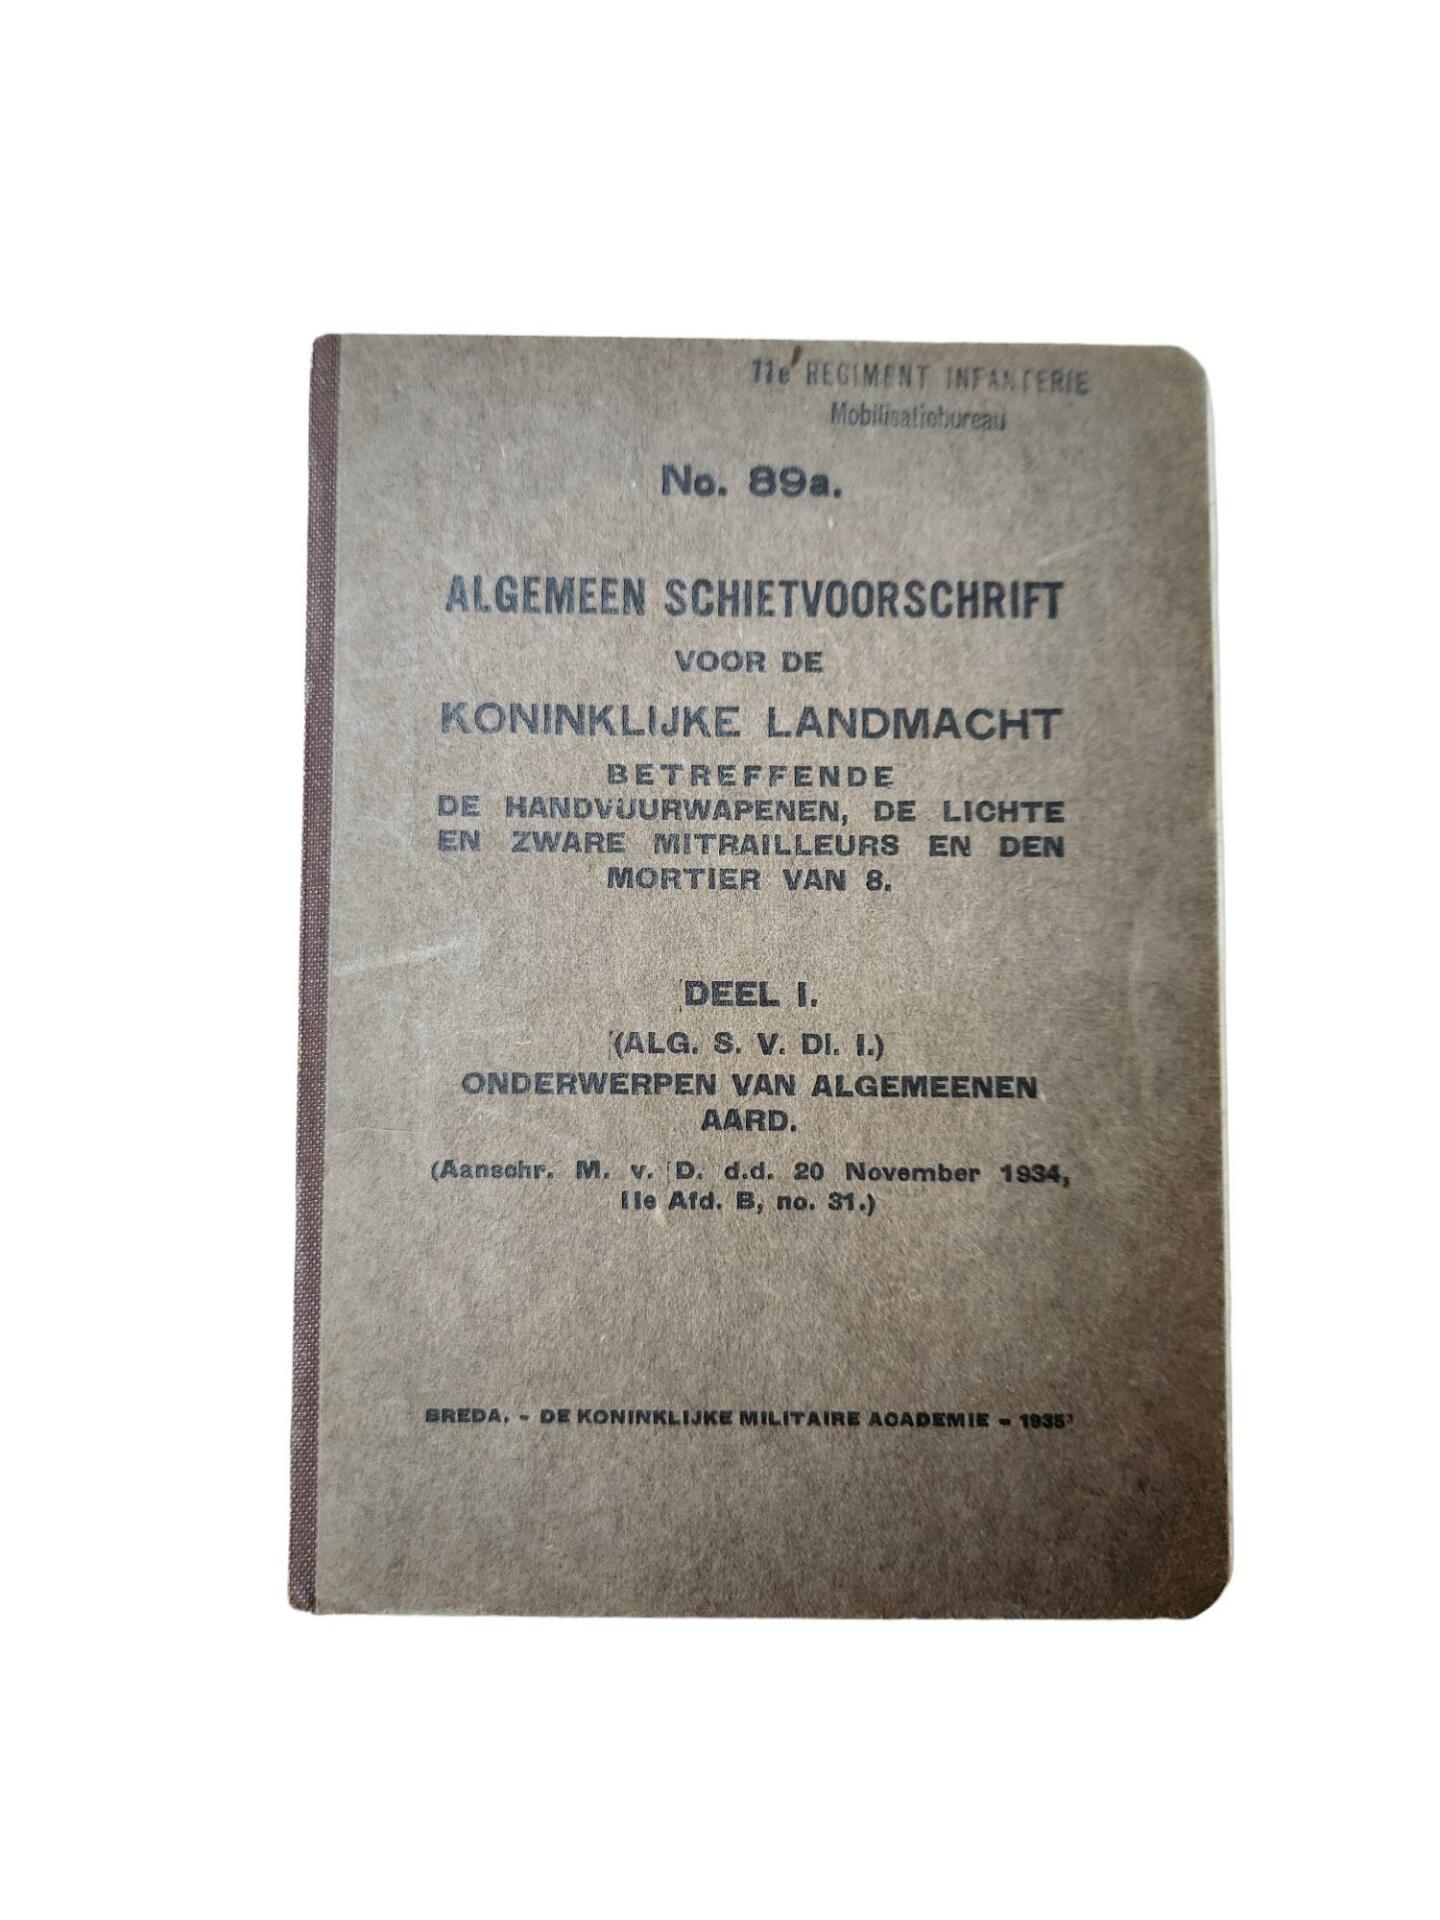 11e REGIMENT INFANTERIE
Mobilisatiebureau
No. 89a.
ALGEMEEN SCHIETVOORSCHRIFT
VOOR DE
KONINKLIJKE LANDMACHT
BETREFFENDE
DE HANDVUURWAPENEN, DE LICHTE
EN ZWARE MITRAILLEURS EN DEN
MORTIER VAN 8.
DEEL I.
(ALG. S. V. Dl. I.)
ONDERWERPEN VAN ALGEMEENEN
AARD.
(Aanschr. M. v. D. d.d. 20 November 1934,
IIe Afd. B, no. 31.)
BREDA. - DE KONINKLIJKE MILITAIRE ACADEMIE - 1935